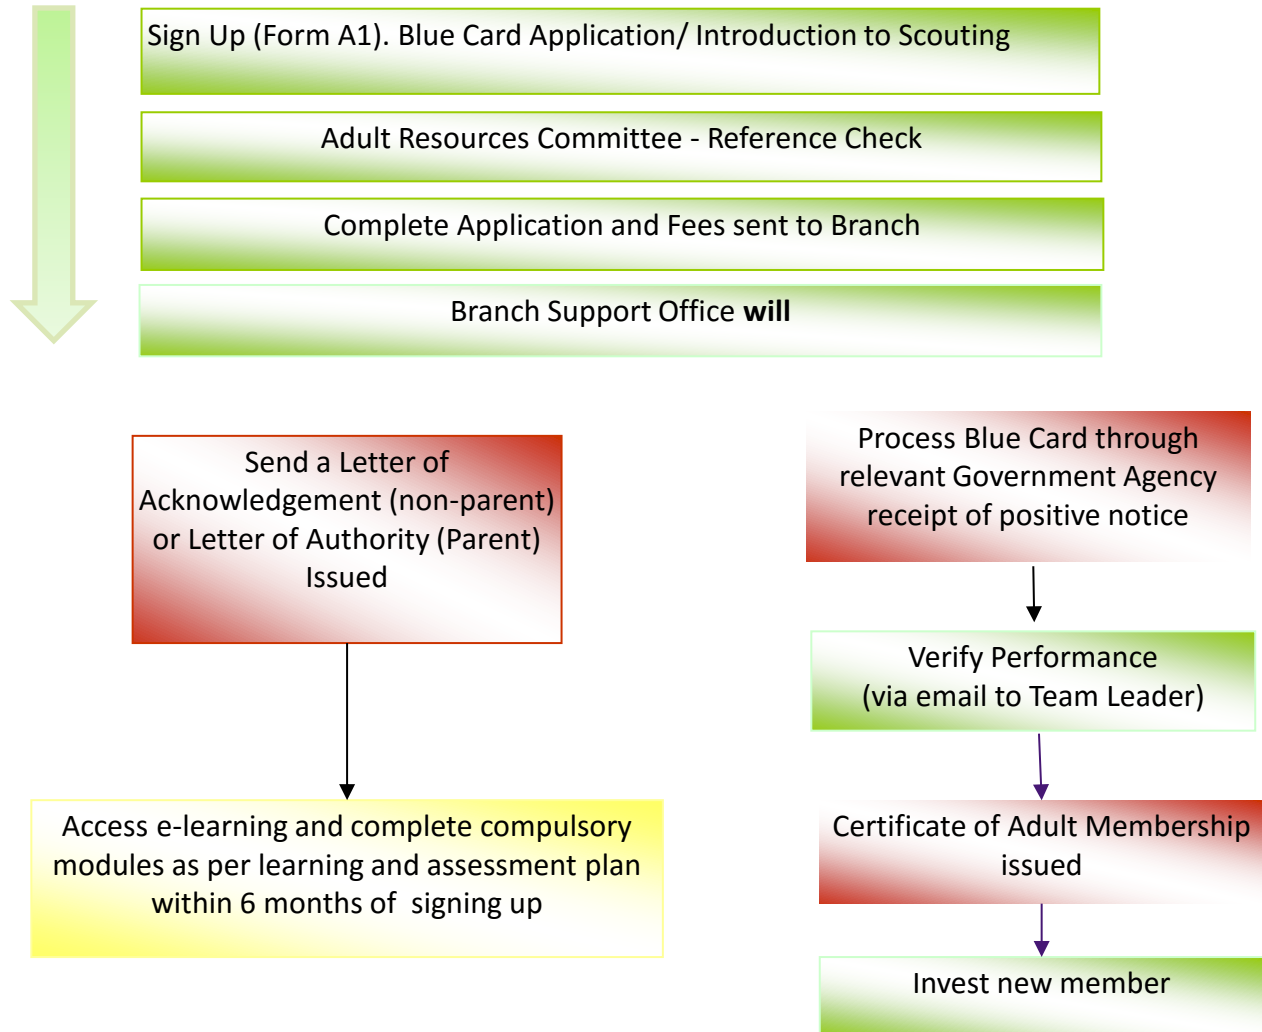 Sign Up (Form A1). Blue Card Application/ Introduction to Scouting
Adult Resources Committee - Reference Check
Complete Application and Fees sent to Branch
Branch Support Office will
Send a Letter of
Acknowledgement (non-parent)
or Letter of Authority (Parent)
Issued
Access e-learning and complete compulsory
modules as per learning and assessment plan
within 6 months of  signing up
Process Blue Card through
relevant Government Agency
receipt of positive notice
Verify Performance
(via email to Team Leader)
Certificate of Adult Membership
issued
Invest new member